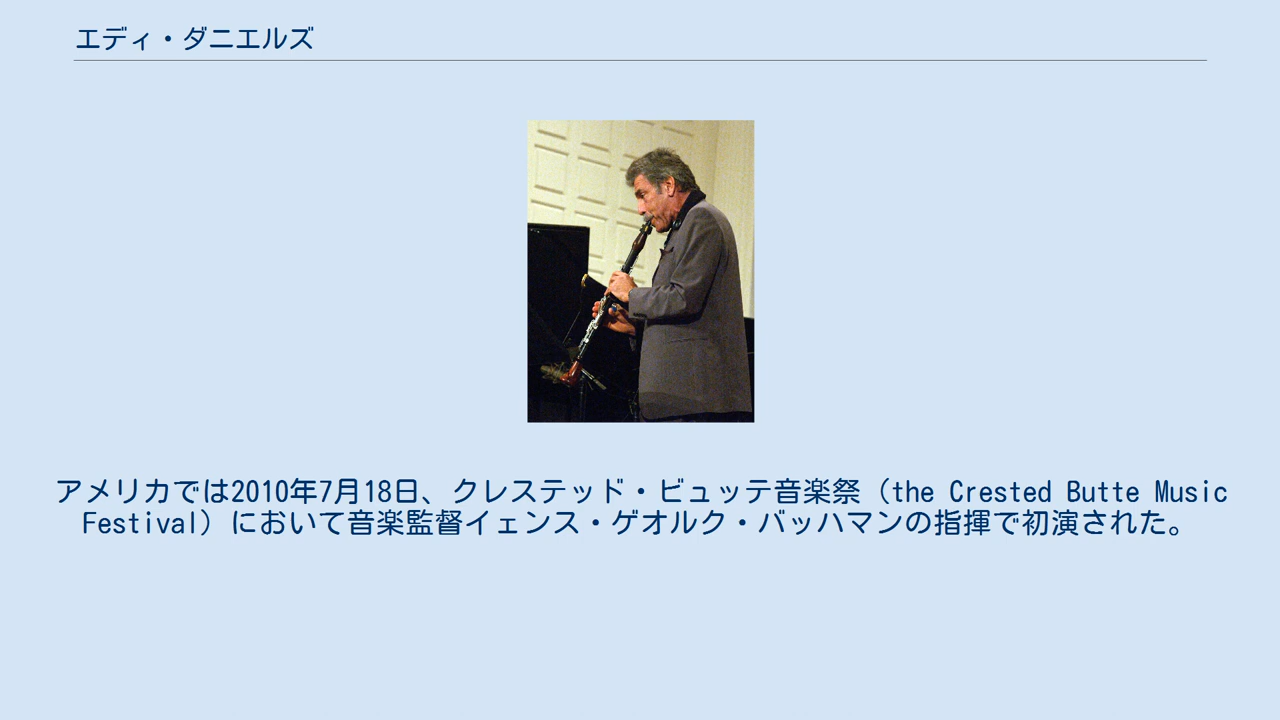 エディ・ダニエルズ
アメリカでは2010年7月18日、クレステッド・ビュッテ音楽祭（the Crested Butte Music
Festival）において音楽監督イェンス・ゲオルク・バッハマンの指揮で初演された。